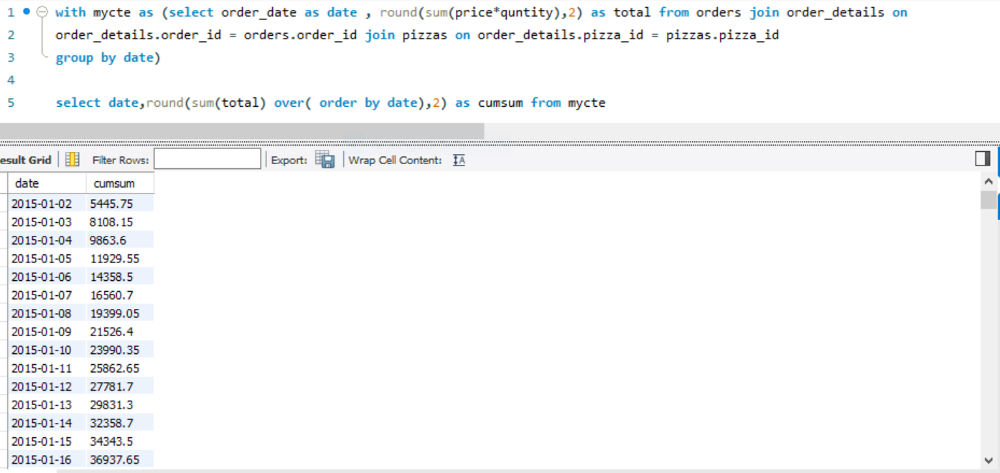 1 with mycte as (select order_date as date , round(sum(price*quntity),2) as total from orders join order_details on
2 order_details.order_id = orders.order_id join pizzas on order_details.pizza_id = pizzas.pizza_id
3 group by date)
4
5 select date,round(sum(total) over( order by date),2) as cumsum from mycte
esult Grid Filter Rows: Export: Wrap Cell Content: IA
date cumsum
2015-01-02 5445.75
2015-01-03 8108.15
2015-01-04 9863.6
2015-01-05 11929.55
2015-01-06 14358.5
2015-01-07 16560.7
2015-01-08 19399.05
2015-01-09 21526.4
2015-01-10 23990.35
2015-01-11 25862.65
2015-01-12 27781.7
2015-01-13 29831.3
2015-01-14 32358.7
2015-01-15 34343.5
2015-01-16 36937.65